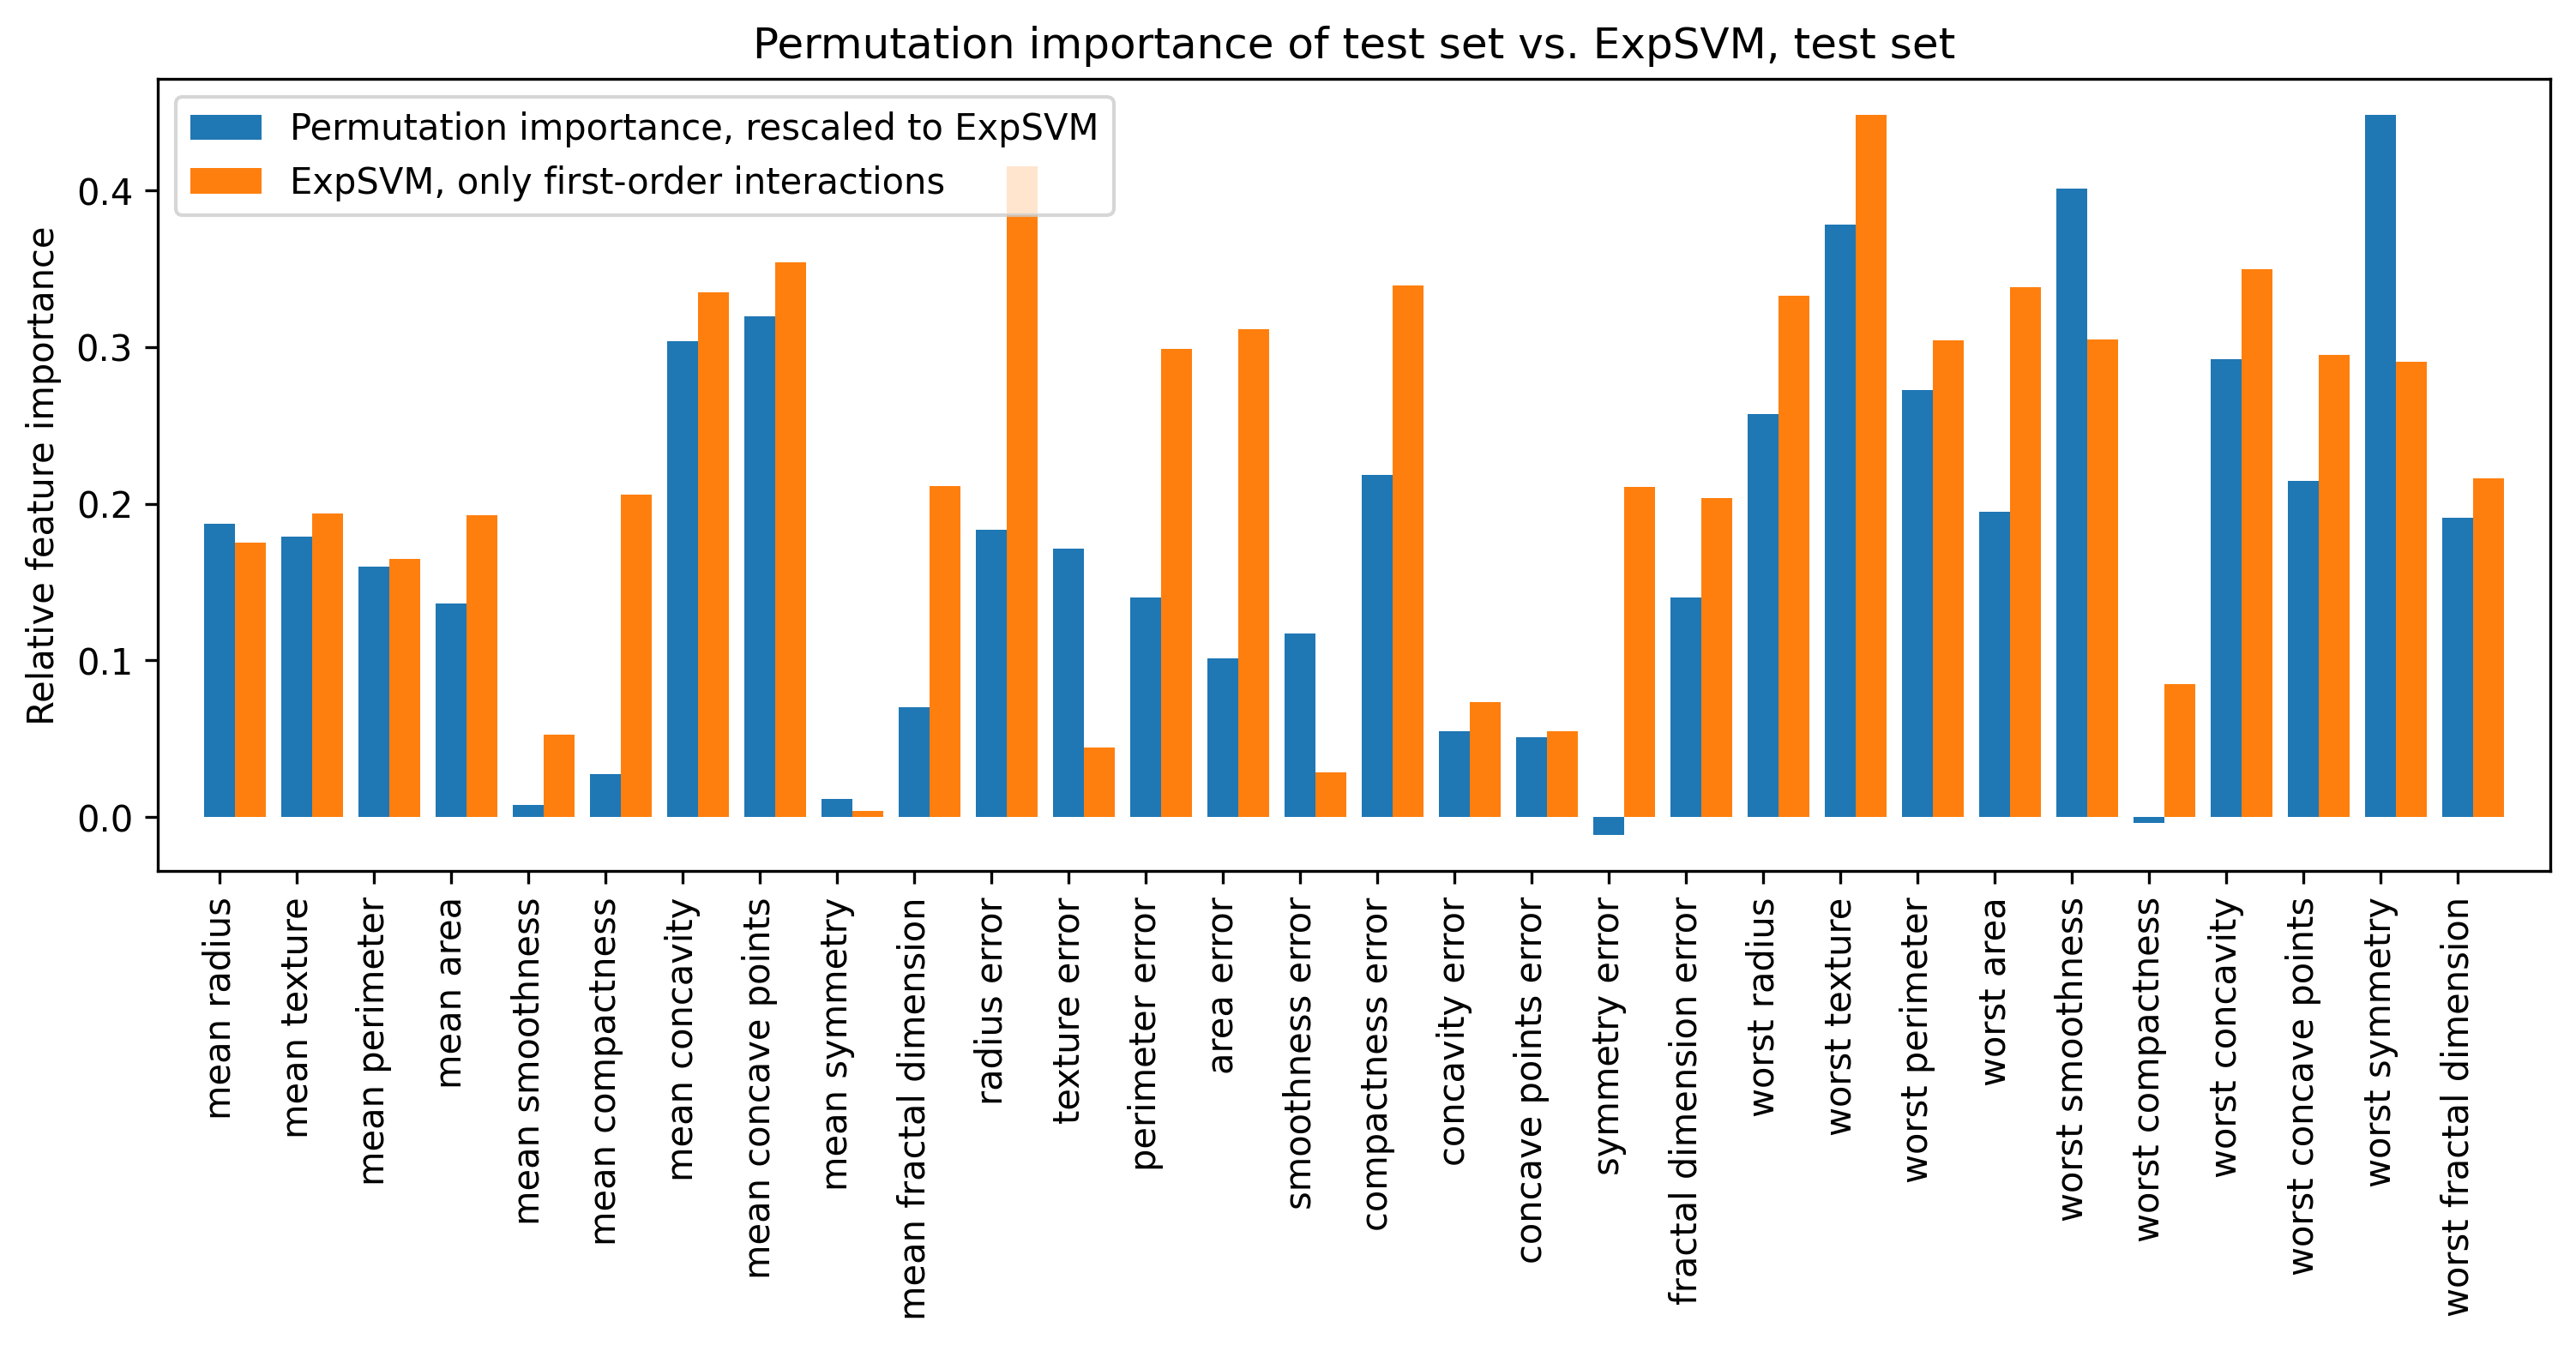 Permutation importance of test set vs. ExpSVM, test set
Permutation importance, rescaled to ExpSVM
ExpSVM, only first-order interactions
Relative feature importance
0.4
0.3
0.2
0.1
0.0
mean radius
mean texture
mean perimeter
mean area
mean smoothness
mean compactness
mean concavity
mean concave points
mean symmetry
mean fractal dimension
radius error
texture error
perimeter error
area error
smoothness error
compactness error
concavity error
concave points error
symmetry error
fractal dimension error
worst radius
worst texture
worst perimeter
worst area
worst smoothness
worst compactness
worst concavity
worst concave points
worst symmetry
worst fractal dimension